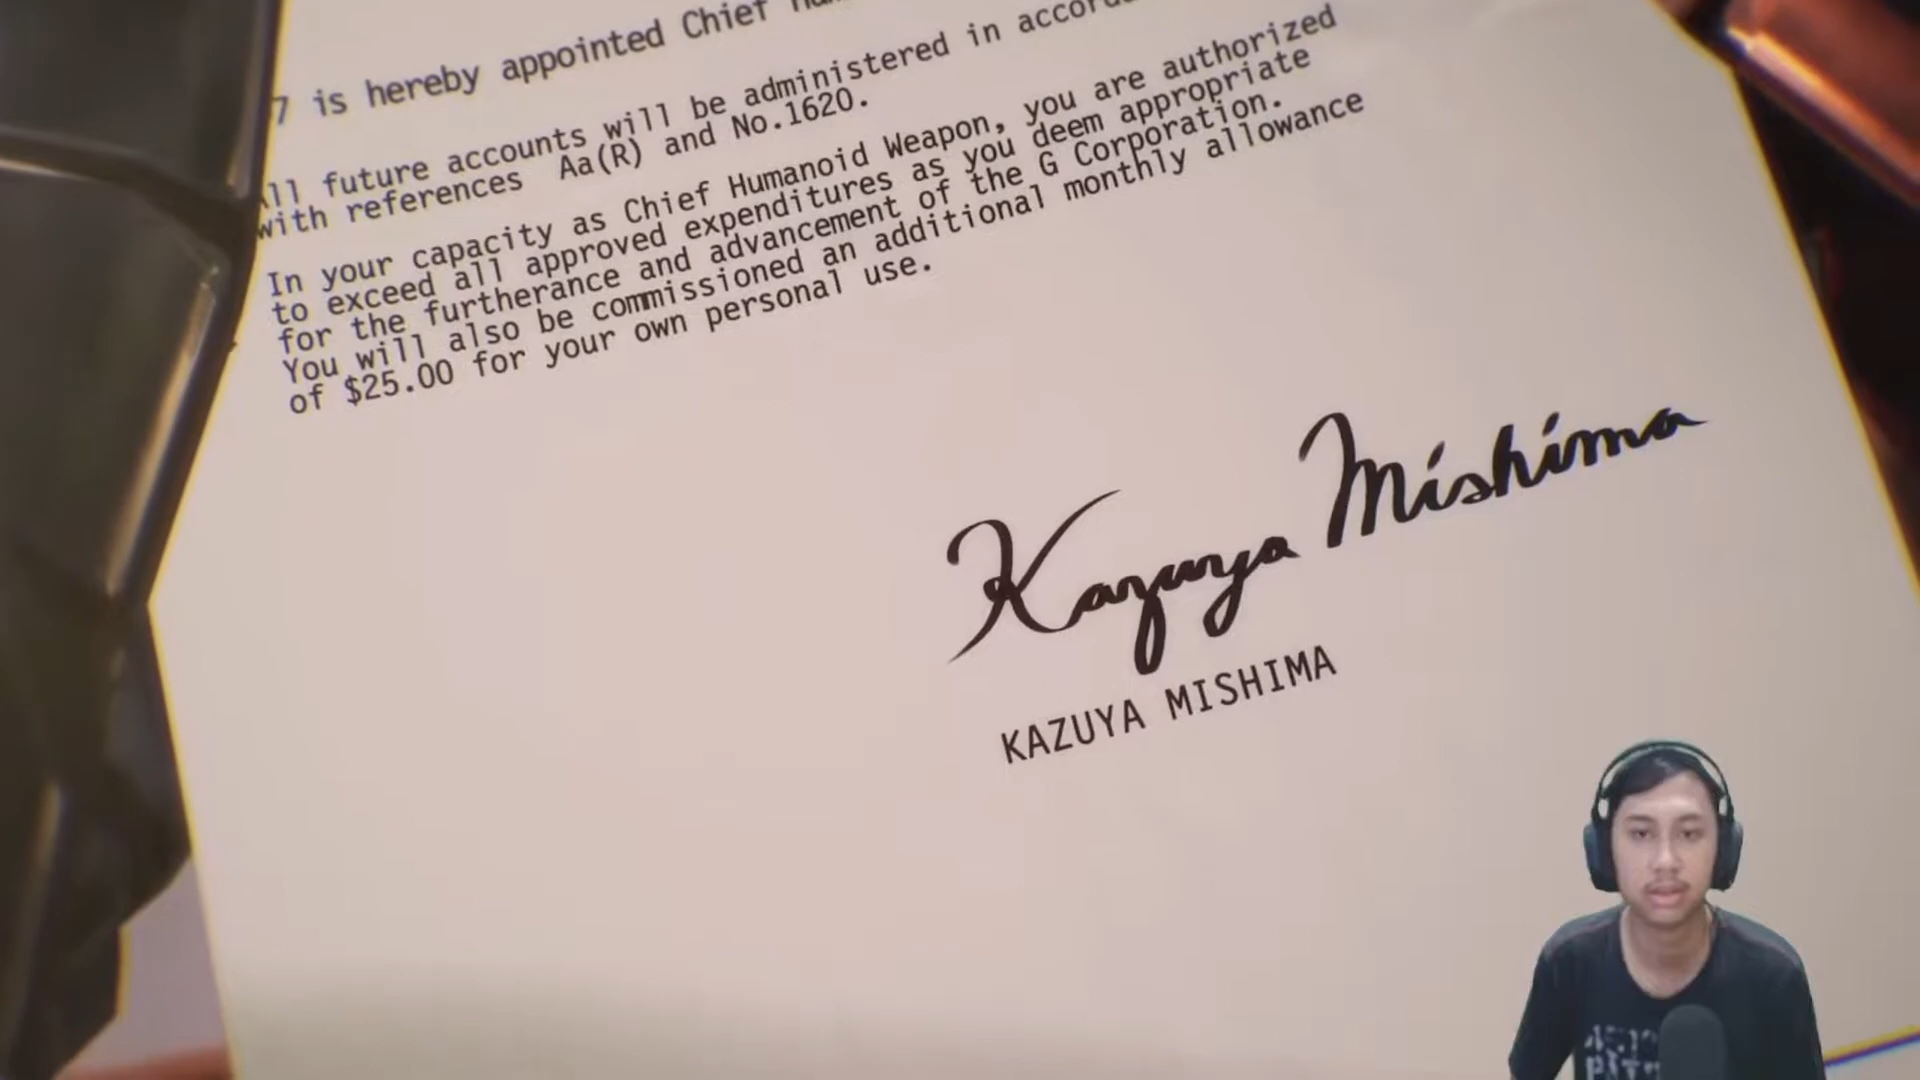 7 is hereby appointed Chief
All future accounts will be administered in
with references Aa(R) and No.1620.
In your capacity as Chief Humanoid Weapon, you are authorized
to exceed all approved expenditures as you deem appropriate
for the furtherance and advancement of the G Corporation.
You will also be commissioned an additional monthly allowance
of $25.00 for your own personal use.
Kazuya Mishima
KAZUYA MISHIMA